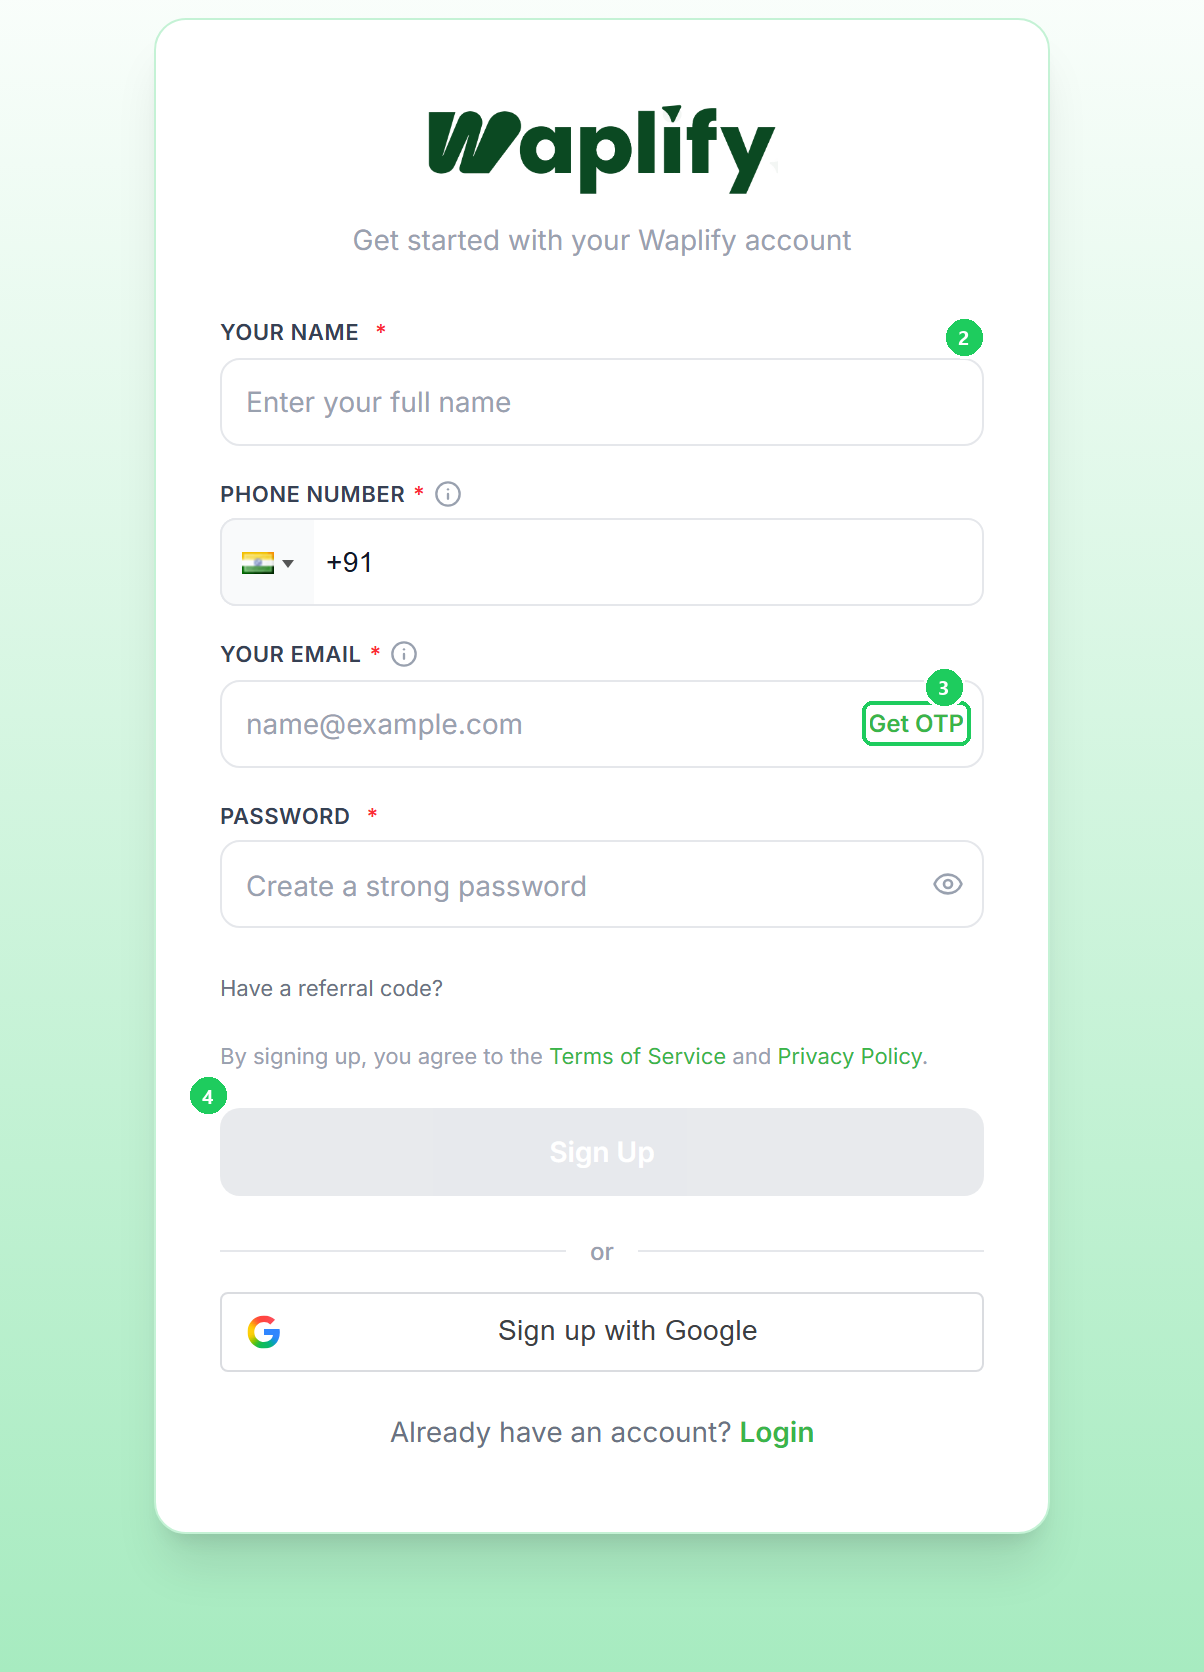 Waplify
Get started with your Waplify account
YOUR NAME *
2
Enter your full name
PHONE NUMBER *
+91
YOUR EMAIL *
3
name@example.com
Get OTP
PASSWORD *
Create a strong password
Have a referral code?
By signing up, you agree to the Terms of Service and Privacy Policy.
4
Sign Up
or
Sign up with Google
Already have an account? Login